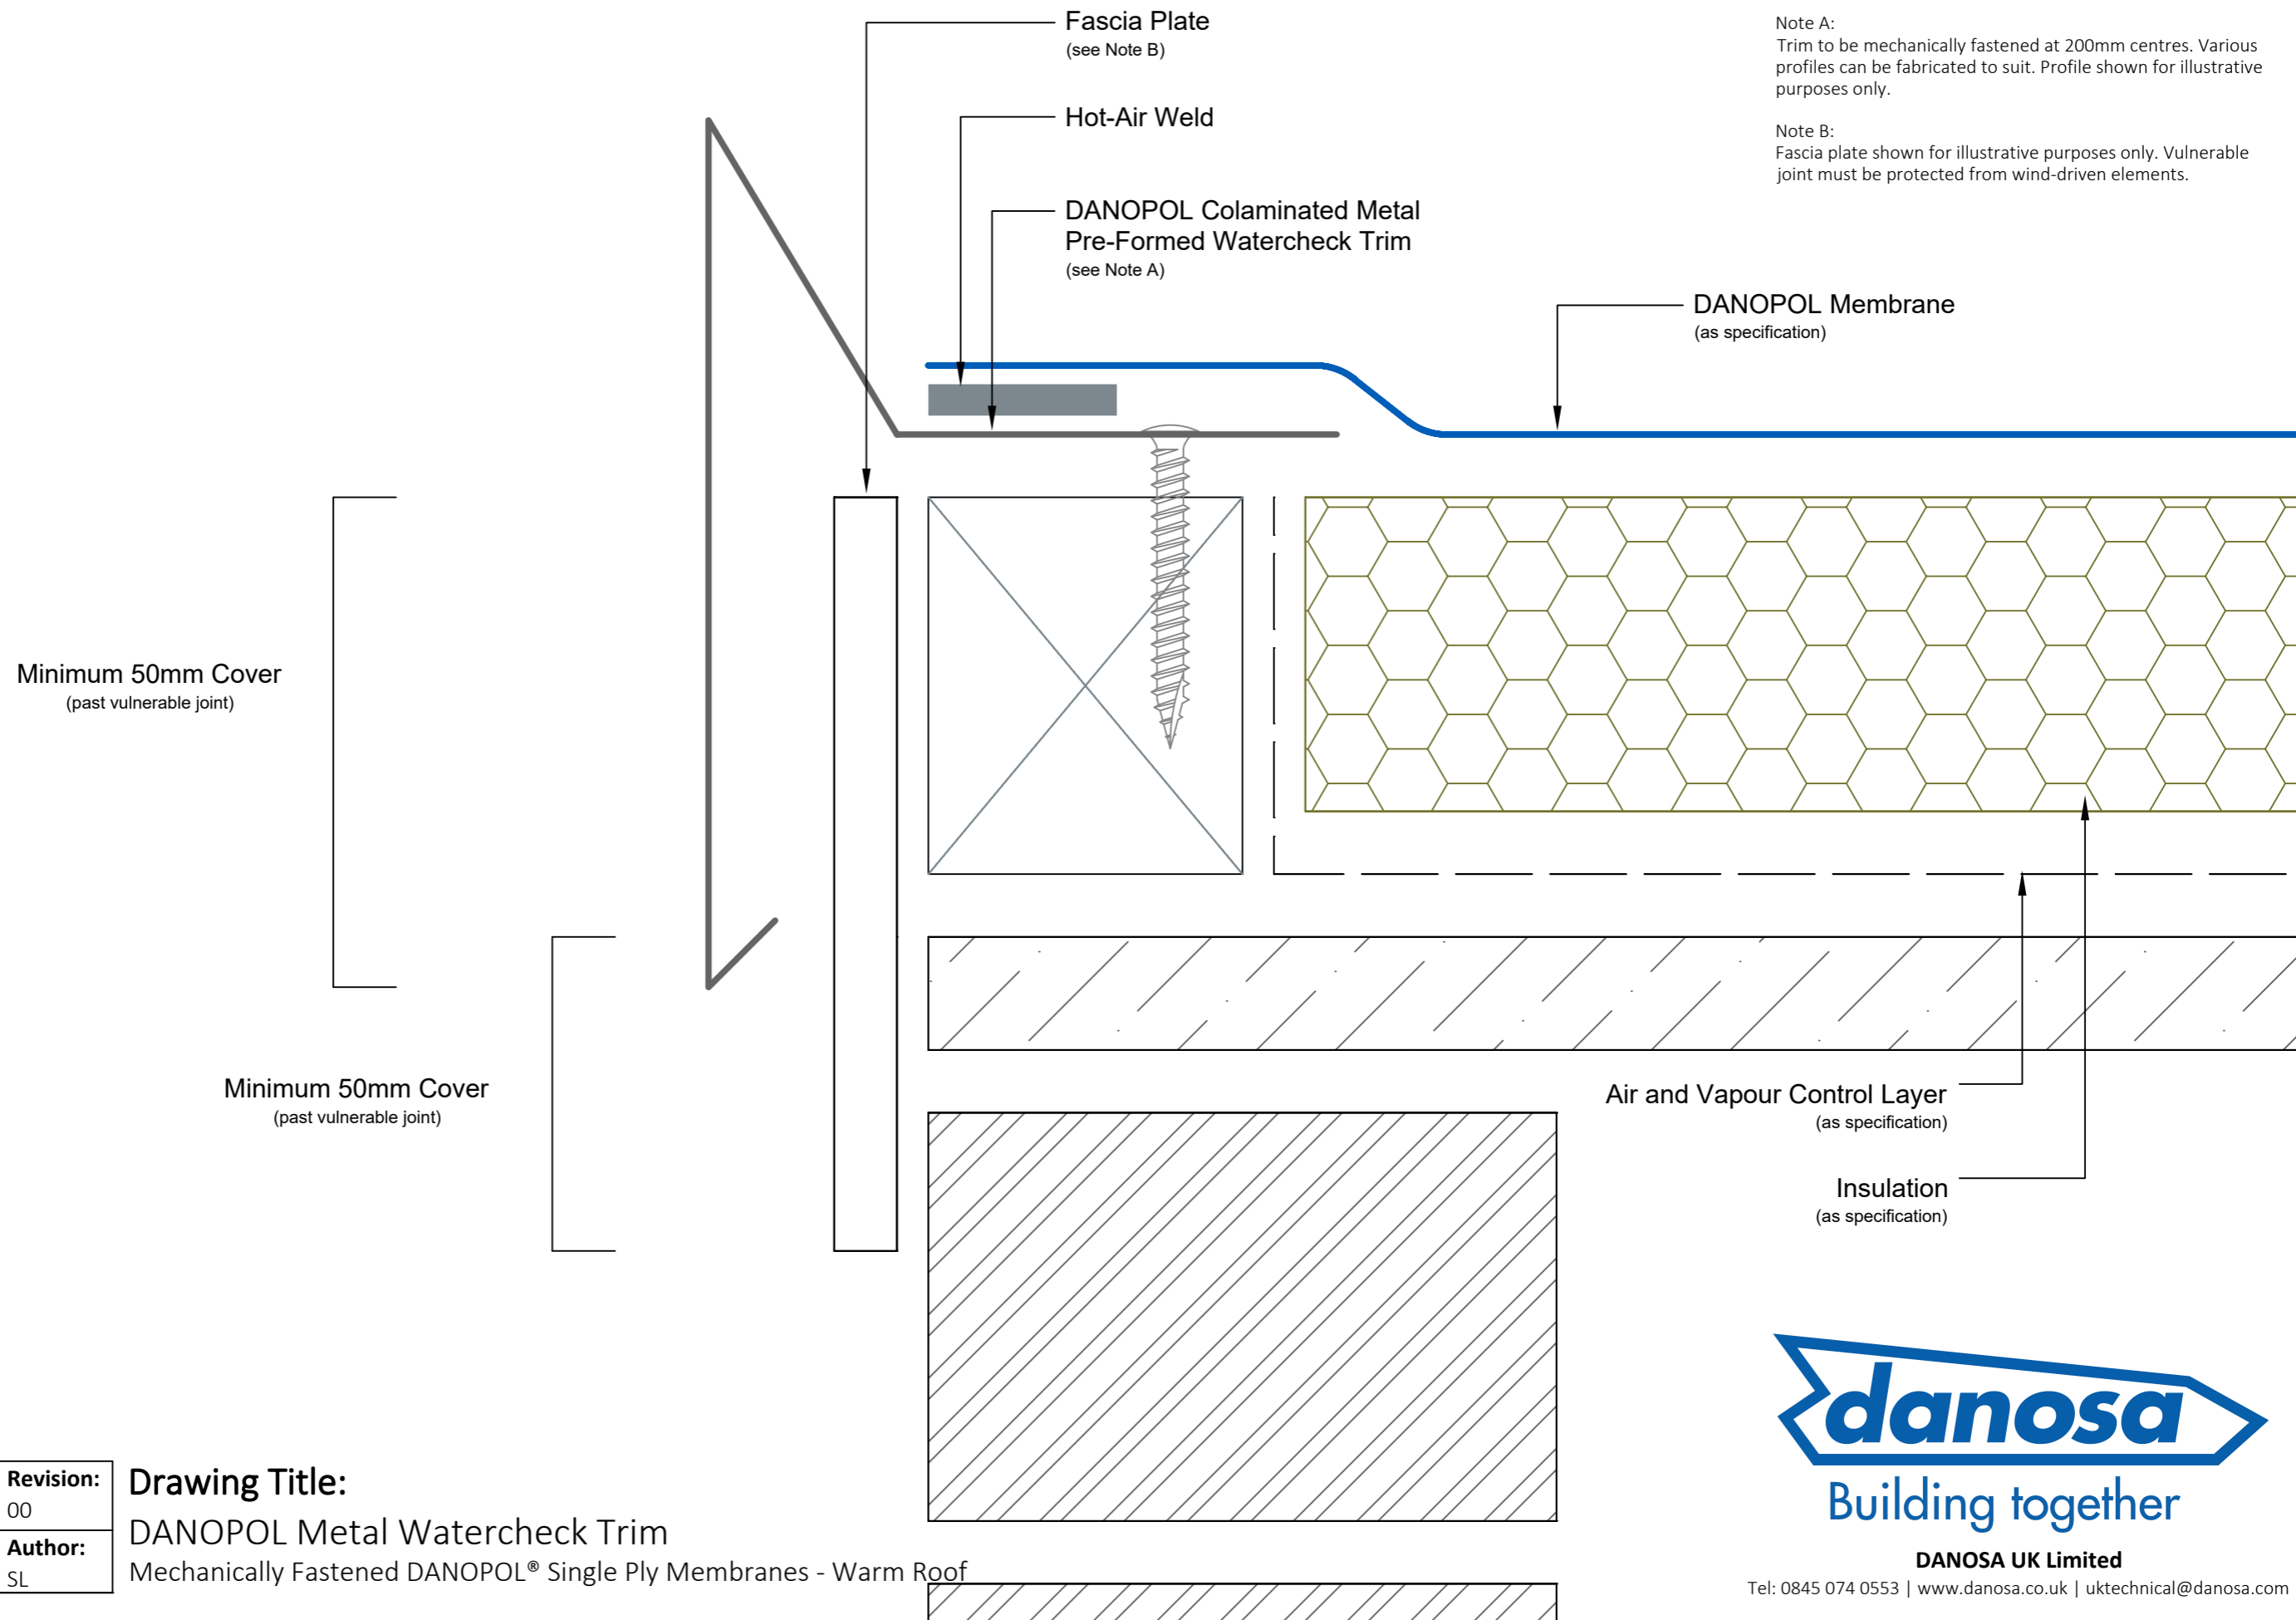 Fascia Plate
(see Note B)
Hot-Air Weld
DANOPOL Colaminated Metal
Pre-Formed Watercheck Trim
(see Note A)
DANOPOL Membrane
(as specification)
Note A:
Trim to be mechanically fastened at 200mm centres. Various
profiles can be fabricated to suit. Profile shown for illustrative
purposes only.
Note B:
Fascia plate shown for illustrative purposes only. Vulnerable
joint must be protected from wind-driven elements.
Minimum 50mm Cover
(past vulnerable joint)
Minimum 50mm Cover
(past vulnerable joint)
Air and Vapour Control Layer
(as specification)
Insulation
(as specification)
Revision:
00
Author:
SL
Drawing Title:
DANOPOL Metal Watercheck Trim
Mechanically Fastened DANOPOL® Single Ply Membranes - Warm Roof
danosa
Building together
DANOSA UK Limited
Tel: 0845 074 0553 | www.danosa.co.uk | uktechnical@danosa.com